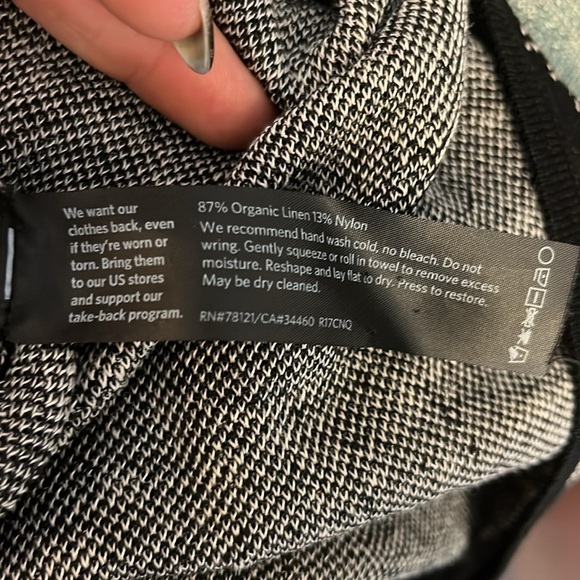 We want our
clothes back, even
if they're worn or
torn. Bring them
to our US stores
and support our
take-back program.
87% Organic Linen 13% Nylon
We recommend hand wash cold, no bleach. Do not
wring. Gently squeeze or roll in towel to remove excess
moisture. Reshape and lay flat to dry. Press to restore.
May be dry cleaned.
RN#78121/CA#34460 R17CNQ